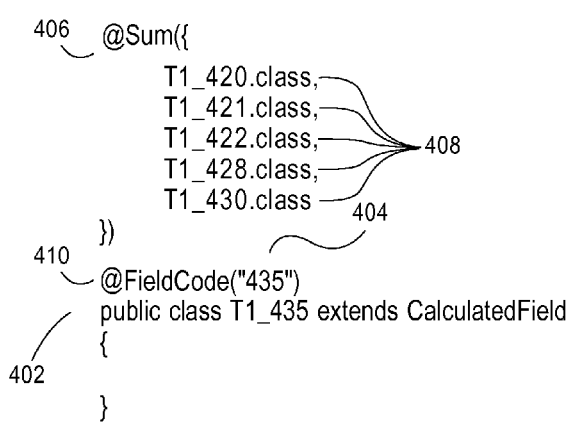 406 @Sum({
T1_420.class,
T1_421.class,
T1_422.class, 408
T1_428.class,
T1_430.class
404
})
410 @FieldCode("435")
public class T1_435 extends CalculatedField
{
402
}